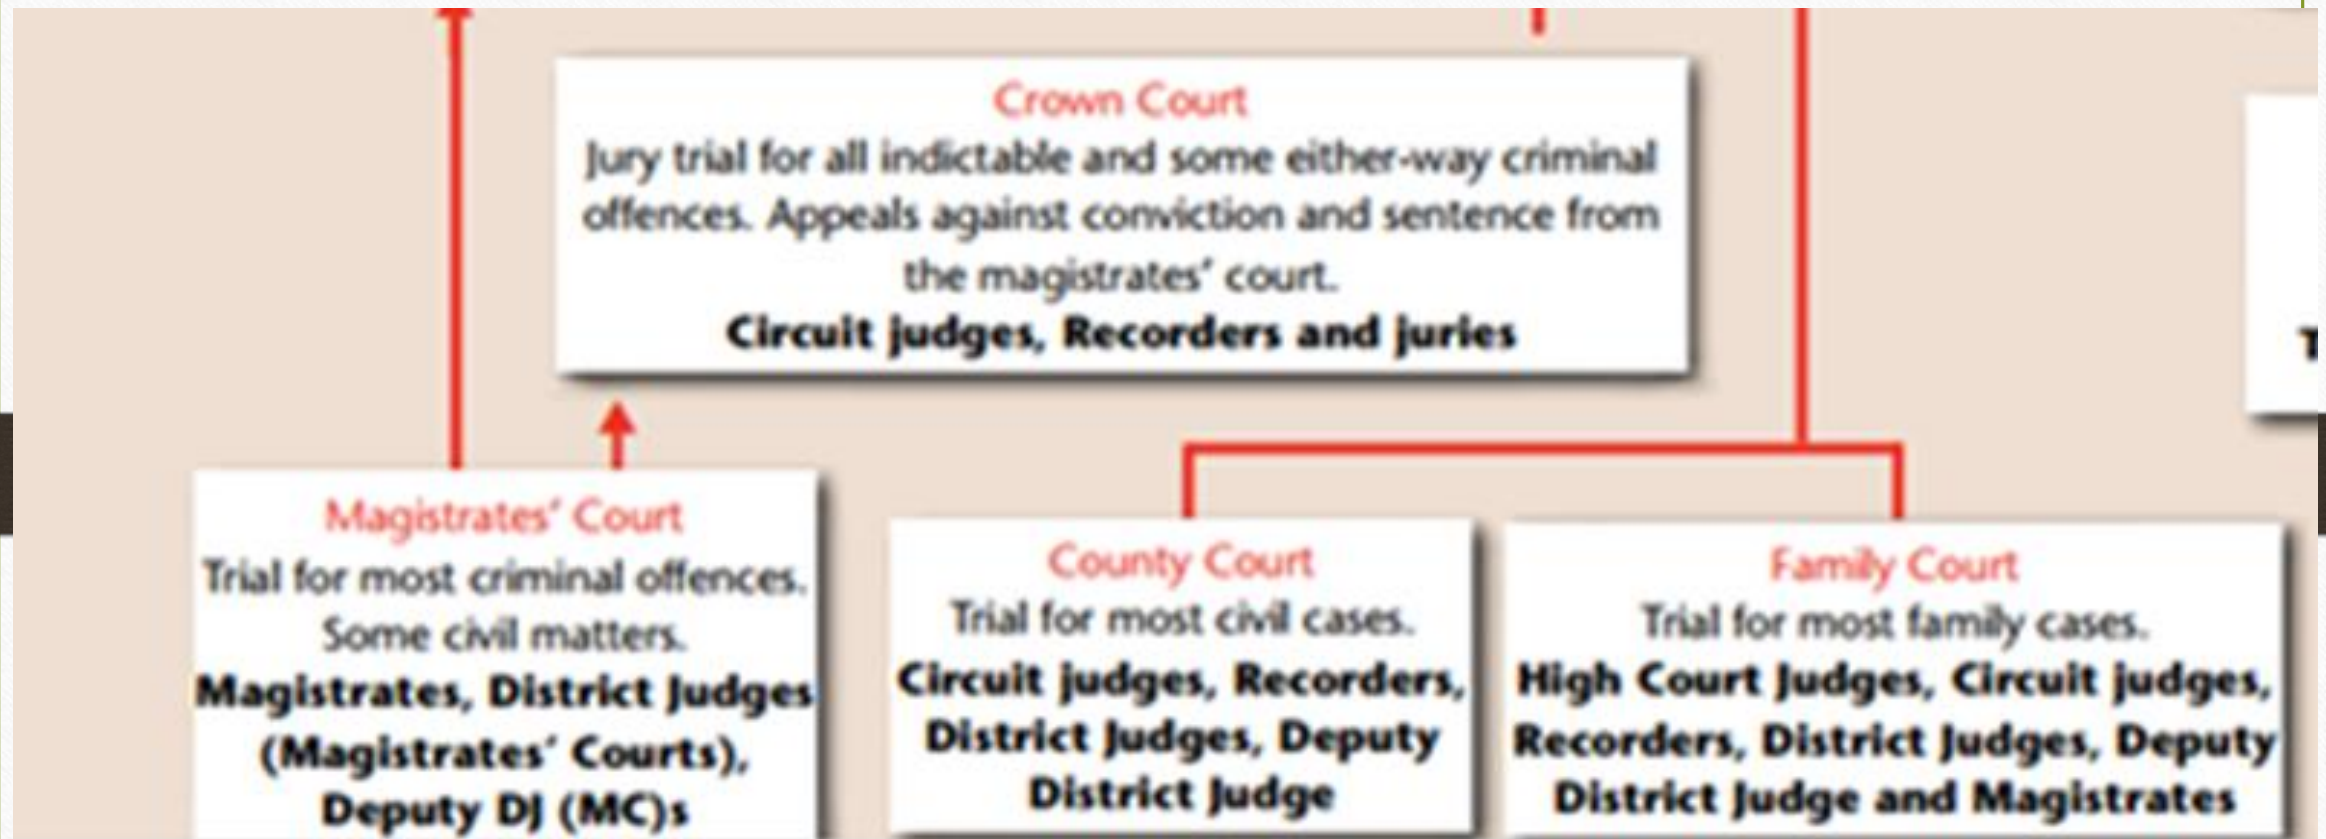 Crown Court
Jury trial for all indictable and some either-way criminal
offences. Appeals against conviction and sentence from
the magistrates' court.
Circuit judges, Recorders and juries
Magistrates' Court
Trial for most criminal offences.
Some civil matters.
Magistrates, District Judges
(Magistrates' Courts),
Deputy DJ (MC)s
County Court
Trial for most civil cases.
Circuit judges, Recorders,
District Judges, Deputy
District Judge
Family Court
Trial for most family cases.
High Court Judges, Circuit judges,
Recorders, District Judges, Deputy
District Judge and Magistrates